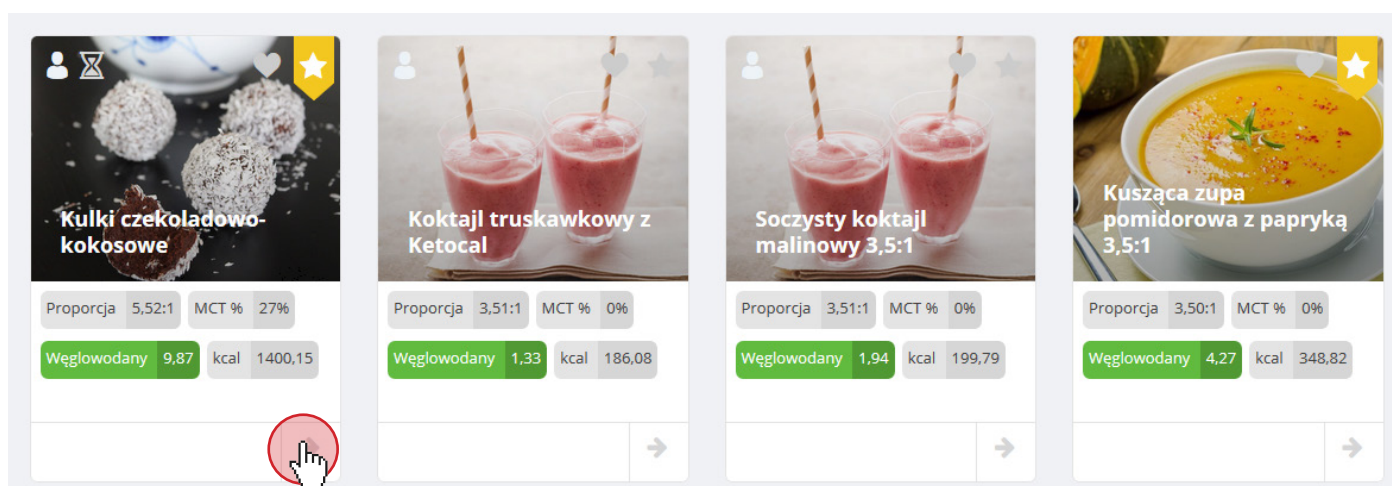 Kulki czekoladowo-
kokosowe
Proporcja 5,52:1 MCT % 27%
Węglowodany 9,87 kcal 1400,15
Koktajl truskawkowy z
Ketocal
Proporcja 3,51:1 MCT % 0%
Węglowodany 1,33 kcal 186,08
Soczysty koktajl
malinowy 3,5:1
Proporcja 3,51:1 MCT % 0%
Węglowodany 1,94 kcal 199,79
Kusząca zupa
pomidorowa z papryką
3,5:1
Proporcja 3,50:1 MCT % 0%
Węglowodany 4,27 kcal 348,82